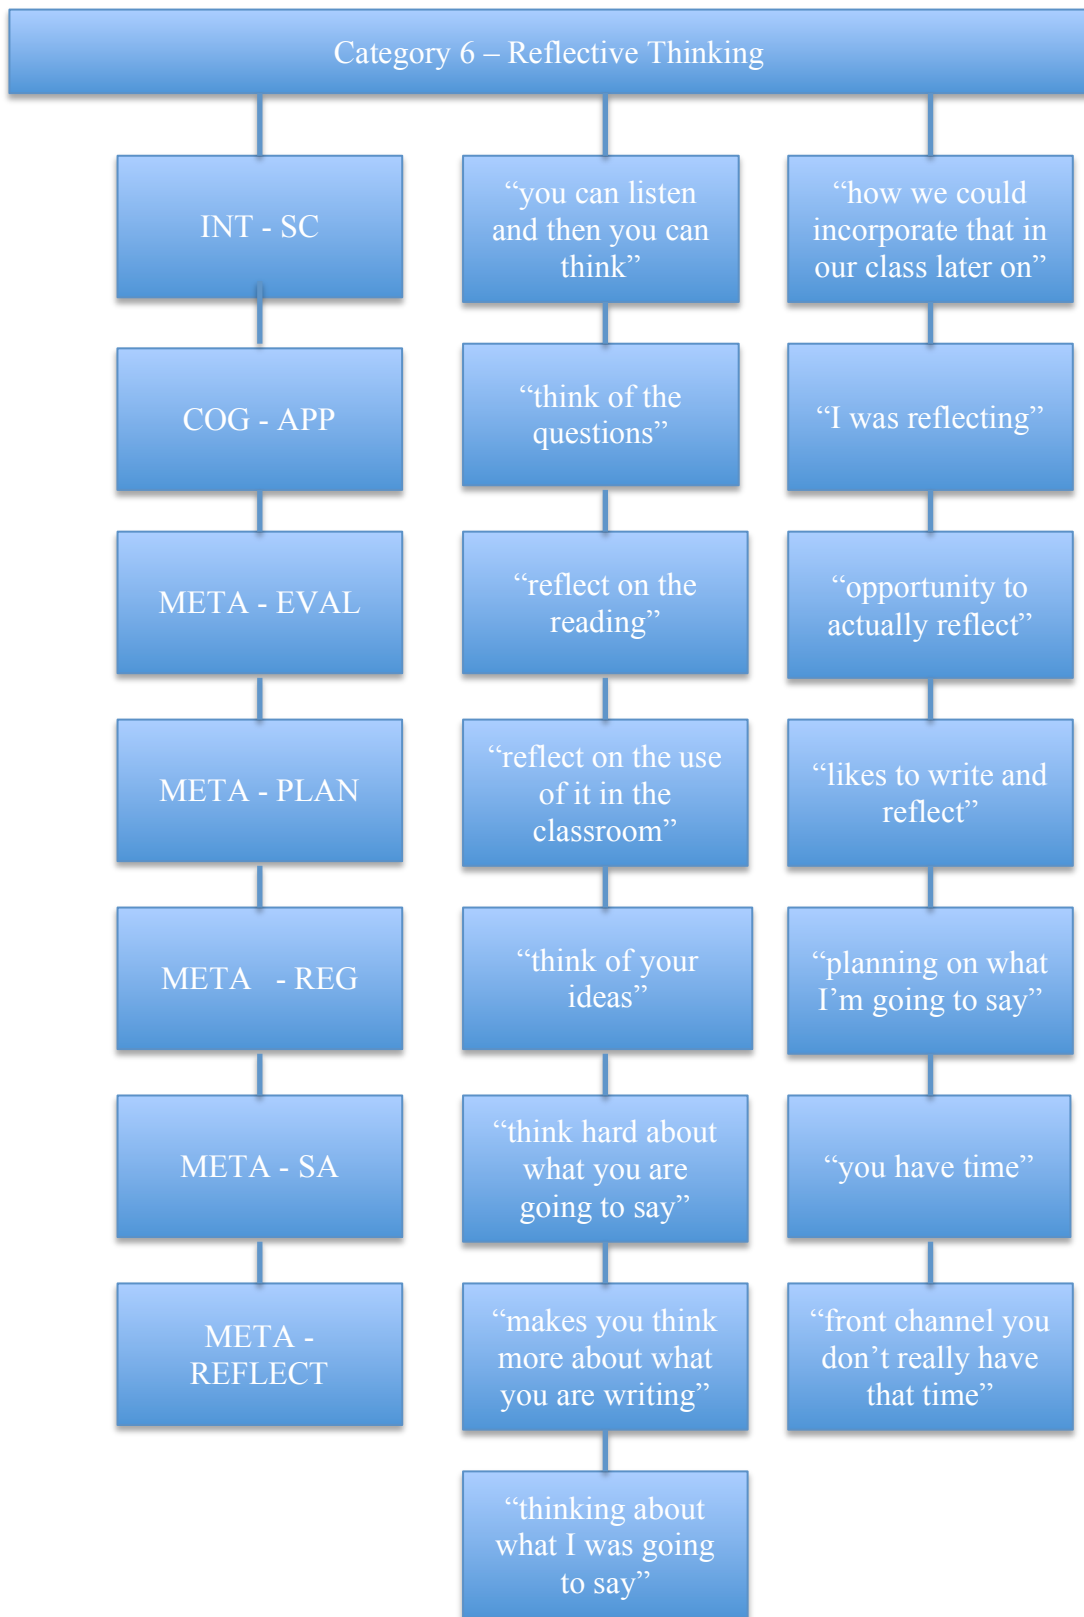 Category 6 – Reflective Thinking
INT - SC
COG - APP
META - EVAL
META - PLAN
META - REG
META - SA
META -
REFLECT
“you can listen
and then you can
think”
“think of the
questions”
“reflect on the
reading”
“reflect on the use
of it in the
classroom”
“think of your
ideas”
“think hard about
what you are
going to say”
“makes you think
more about what
you are writing”
“thinking about
what I was going
to say”
“how we could
incorporate that in
our class later on”
“I was reflecting”
“opportunity to
actually reflect”
“likes to write and
reflect”
“planning on what
I’m going to say”
“you have time”
“front channel you
don’t really have
that time”